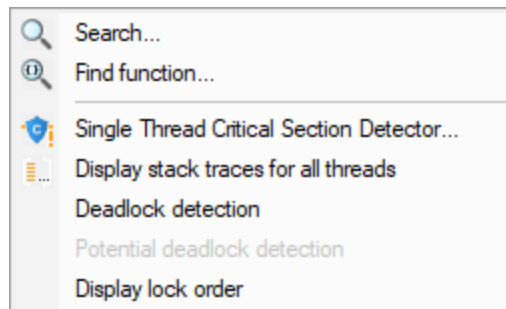 Search...
Find function...
Single Thread Critical Section Detector...
Display stack traces for all threads
Deadlock detection
Potential deadlock detection
Display lock order